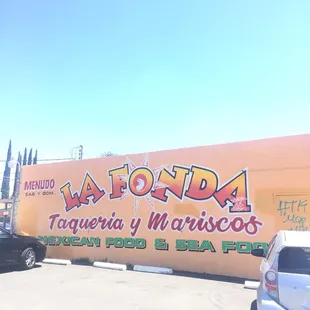 MENUDO
SAB Y DOM
LA FONDA
Taqueria y Mariscos
MEXICAN FOOD & SEA FOOD